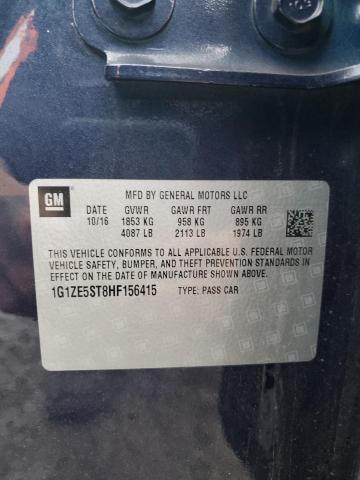 GM
MFD BY GENERAL MOTORS LLC
DATE GVWR GAWR FRT GAWR RR
10/16 1853 KG 958 KG 895 KG
4087 LB 2113 LB 1974 LB
THIS VEHICLE CONFORMS TO ALL APPLICABLE U.S. FEDERAL MOTOR
VEHICLE SAFETY, BUMPER, AND THEFT PREVENTION STANDARDS IN
EFFECT ON THE DATE OF MANUFACTURE SHOWN ABOVE.
1G1ZE5ST8HF156415 TYPE: PASS CAR